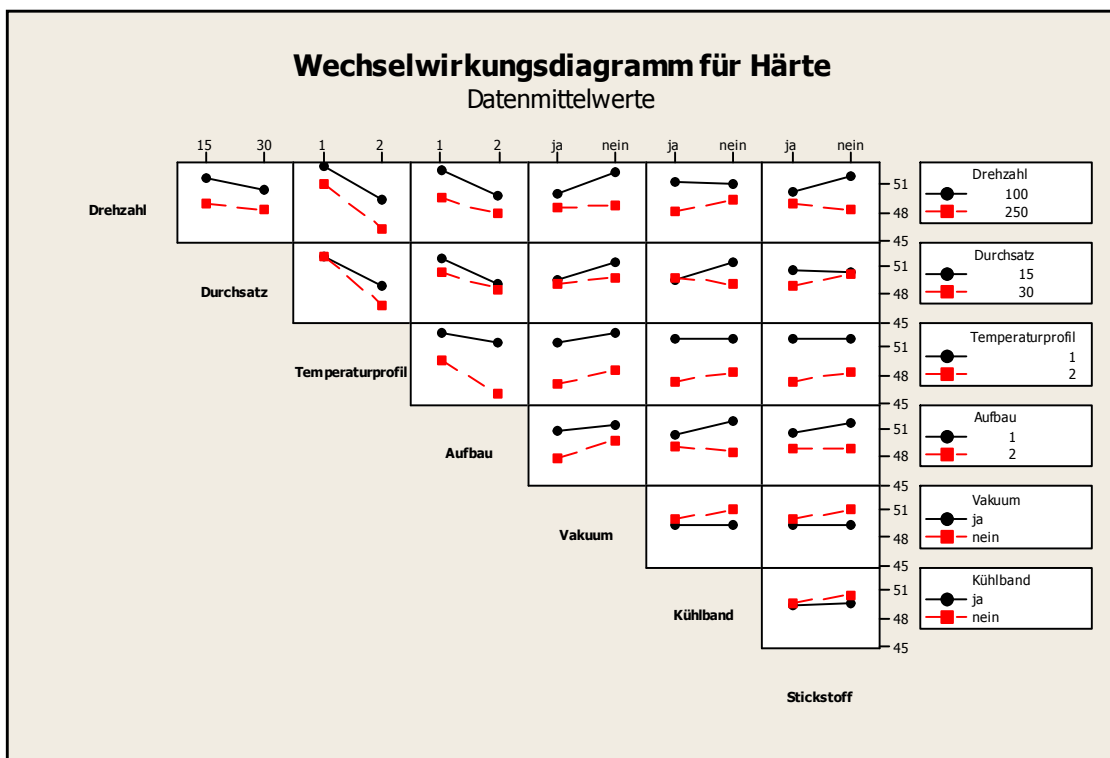 Wechselwirkungsdiagramm für Härte
Datenmittelwerte
15 30 1 2 1 2 ja nein ja nein ja nein
Drehzahl
51
48
45
Drehzahl
100
250
Durchsatz
51
48
45
Durchsatz
15
30
Temperaturprofil
51
48
45
Temperaturprofil
1
2
Aufbau
51
48
45
Aufbau
1
2
Vakuum
51
48
45
Vakuum
ja
nein
Kühlband
51
48
45
Kühlband
ja
nein
Stickstoff